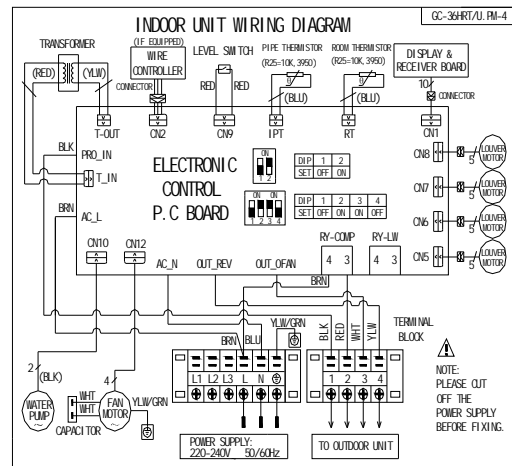 INDOOR UNIT WIRING DIAGRAM
GC-36HRT/U.PM-4
TRANSFORMER
(RED)
(YLW)
(IF EQUIPPED)
WIRE
CONTROLLER
CONNECTOR
LEVEL SWITCH
RED
RED
PIPE THERMISTOR
(R25=10K,3950)
(BLU)
ROOM THERMISTOR
(R25=10K,3950)
(BLU)
DISPLAY &
RECEIVER BOARD
10
CONNECTOR
T-OUT
CN2
CN9
IPT
RT
CN1
BLK
PRO_IN
T_IN
BRN
AC_L
ELECTRONIC
CONTROL
P.C BOARD
ON
1 2
DIP 1 2
SET OFF ON
ON
1 2 3 4
DIP 1 2 3 4
SET OFF ON ON OFF
CN8
5
LOUVER
MOTOR
CN7
5
LOUVER
MOTOR
CN6
5
LOUVER
MOTOR
CN5
5
LOUVER
MOTOR
CN10
CN12
AC_N
OUT_REV
OUT_OFAN
RY-COMP
4 3
RY-LW
4 3
BRN
BRN
BLU
YLW/GRN
BLK
RED
WHT
YLW
TERMINAL
BLOCK
L1 L2 L3 L N
1 2 3 4
2
(BLK)
4
WATER
PUMP
WHT
WHT
CAPACITOR
FAN
MOTOR
YLW/GRN
POWER SUPPLY:
220-240V 50/60Hz
TO OUTDOOR UNIT
NOTE:
PLEASE CUT
OFF THE
POWER SUPPLY
BEFORE FIXING.